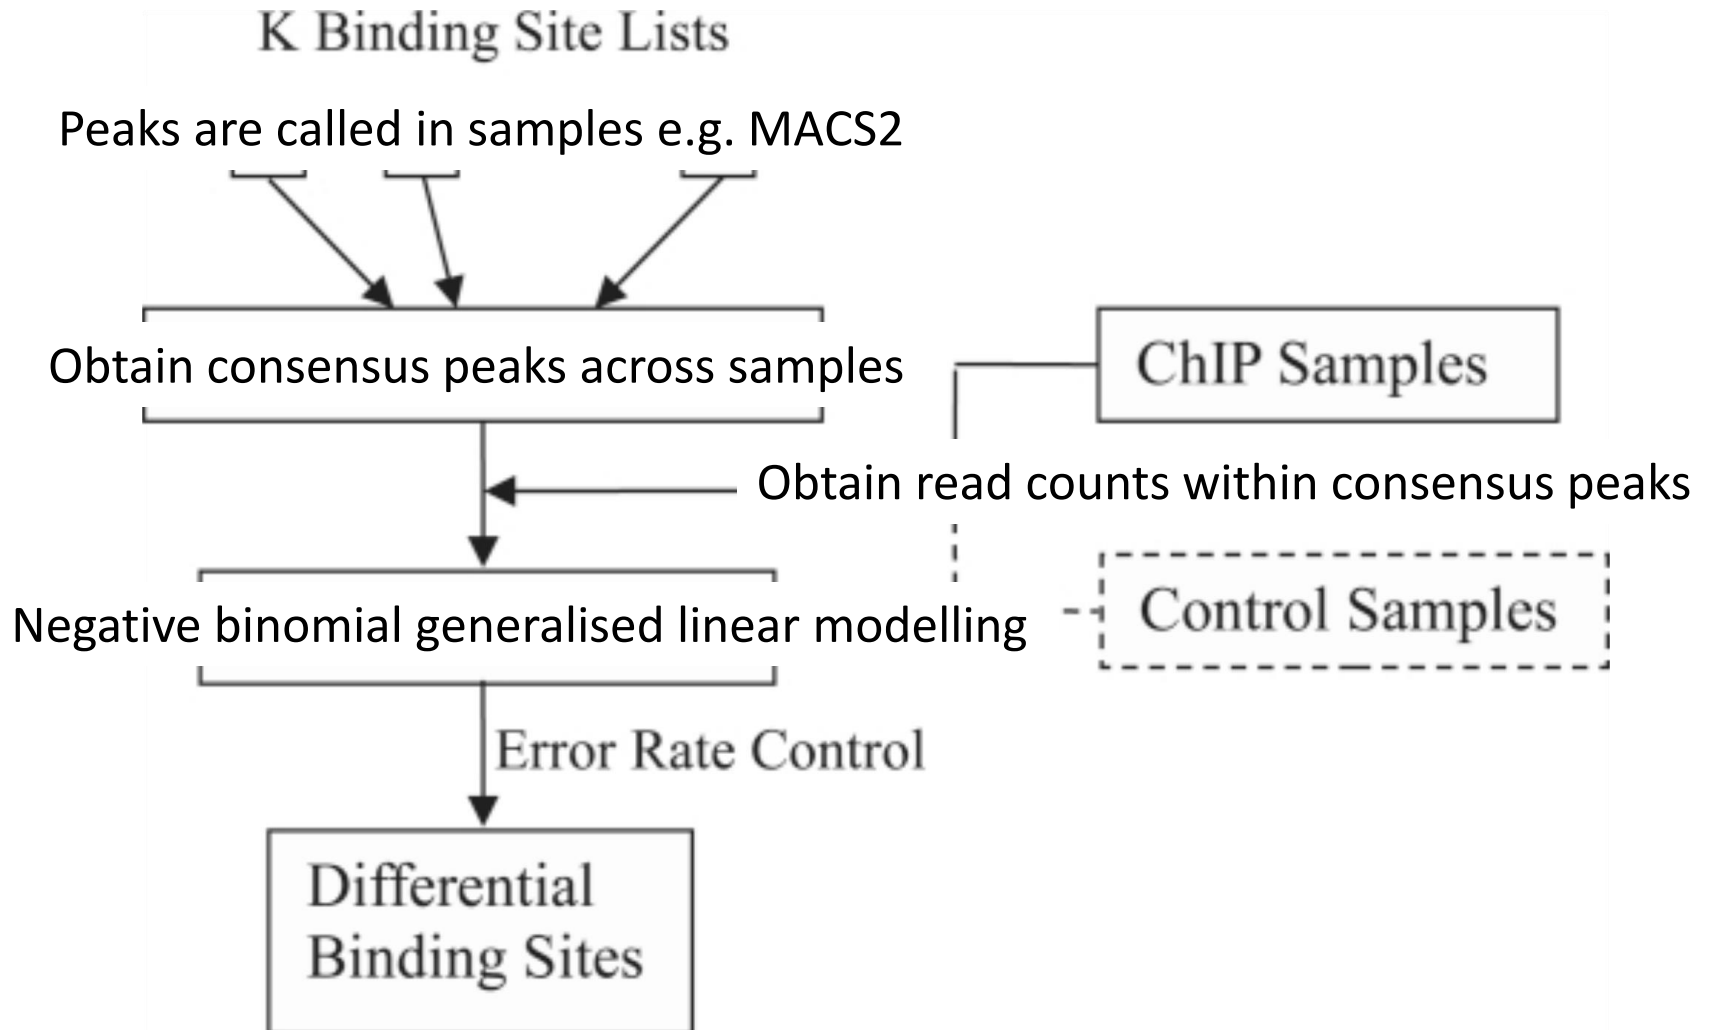 K Binding Site Lists
Peaks are called in samples e.g. MACS2
Obtain consensus peaks across samples
ChIP Samples
Obtain read counts within consensus peaks
Negative binomial generalised linear modelling
Control Samples
Error Rate Control
Differential
Binding Sites